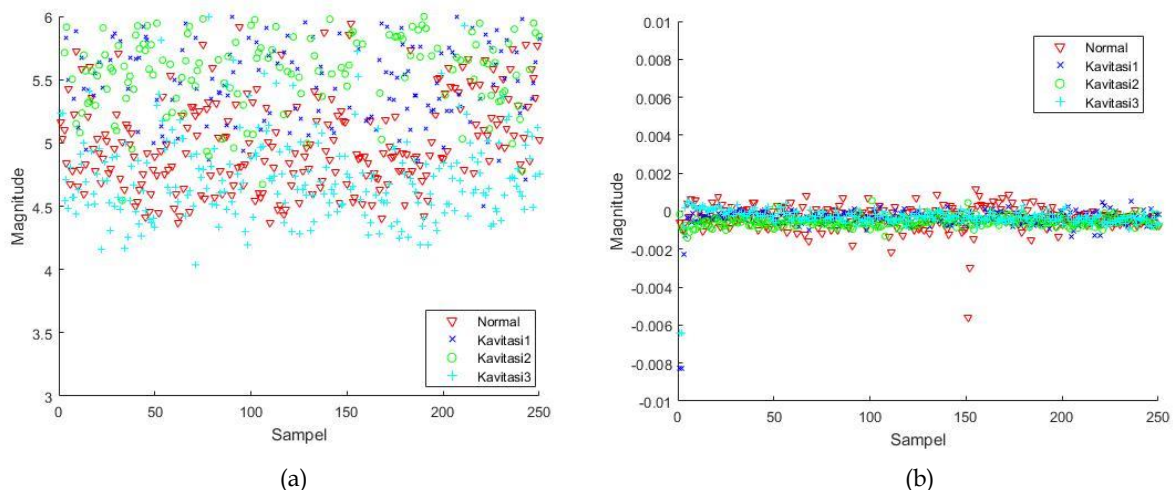 6
5.5
5
4.5
4
3.5
3
Magnitude
0
50
100
150
200
250
Sampel
Normal
Kavitasi1
Kavitasi2
Kavitasi3
(a)
0.01
0.008
0.006
0.004
0.002
0
-0.002
-0.004
-0.006
-0.008
-0.01
Magnitude
0
50
100
150
200
250
Sampel
Normal
Kavitasi1
Kavitasi2
Kavitasi3
(b)